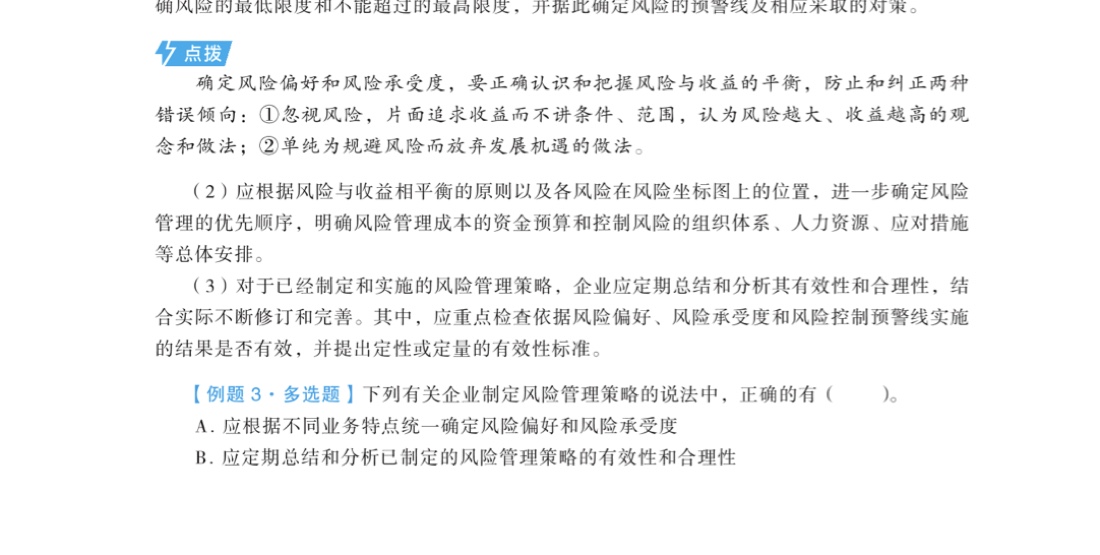 确风险的最低限度和不能超过的最高限度，并据此确定风险的预警线及相应采取的对策。
点拨
确定风险偏好和风险承受度，要正确认识和把握风险与收益的平衡，防止和纠正两种
错误倾向：①忽视风险，片面追求收益而不讲条件、范围，认为风险越大、收益越高的观
念和做法；②单纯为规避风险而放弃发展机遇的做法。
（2）应根据风险与收益相平衡的原则以及各风险在风险坐标图上的位置，进一步确定风险
管理的优先顺序，明确风险管理成本的资金预算和控制风险的组织体系、人力资源、应对措施
等总体安排。
（3）对于已经制定和实施的风险管理策略，企业应定期总结和分析其有效性和合理性，结
合实际不断修订和完善。其中，应重点检查依据风险偏好、风险承受度和风险控制预警线实施
的结果是否有效，并提出定性或定量的有效性标准。
【例题 3·多选题】下列有关企业制定风险管理策略的说法中，正确的有（　　）。
A. 应根据不同业务特点统一确定风险偏好和风险承受度
B. 应定期总结和分析已制定的风险管理策略的有效性和合理性